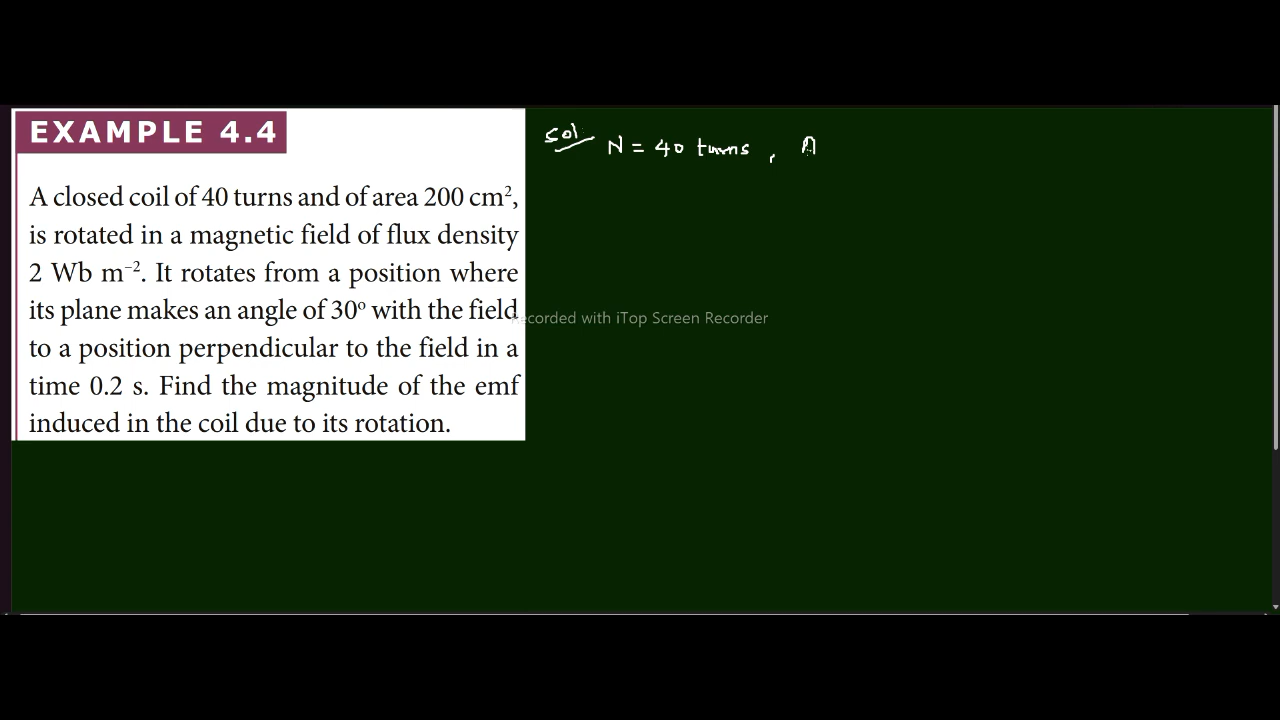 EXAMPLE 4.4
A closed coil of 40 turns and of area 200 cm², is rotated in a magnetic field of flux density 2 Wb m⁻². It rotates from a position where its plane makes an angle of 30º with the field to a position perpendicular to the field in a time 0.2 s. Find the magnitude of the emf induced in the coil due to its rotation.
Sol
N = 40 turns , A
Recorded with iTop Screen Recorder